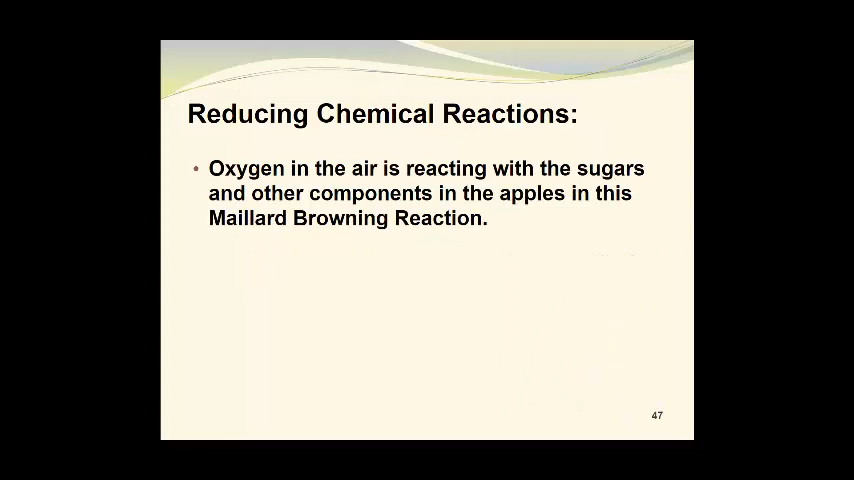 Reducing Chemical Reactions:
• Oxygen in the air is reacting with the sugars
and other components in the apples in this
Maillard Browning Reaction.
47